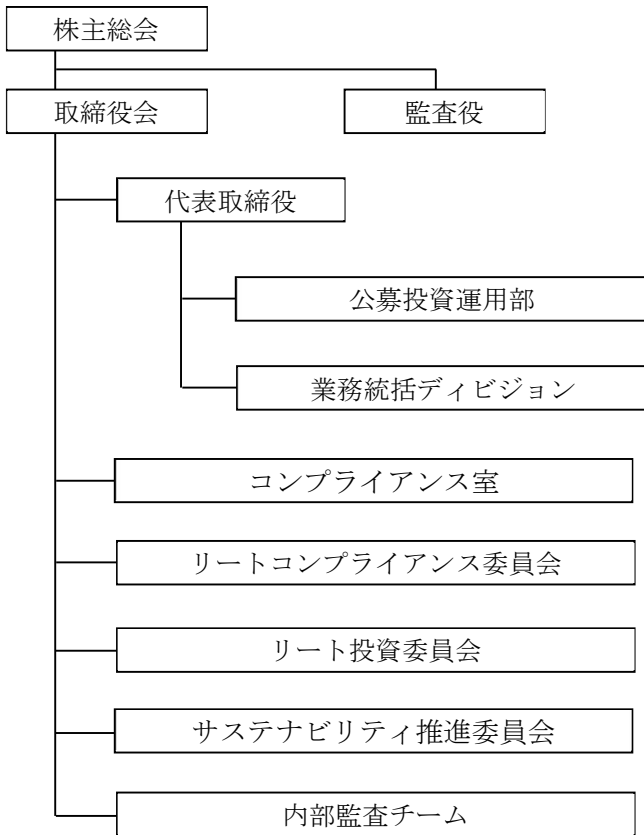 株主総会
取締役会
監査役
代表取締役
公募投資運用部
業務統括ディビジョン
コンプライアンス室
リートコンプライアンス委員会
リート投資委員会
サステナビリティ推進委員会
内部監査チーム